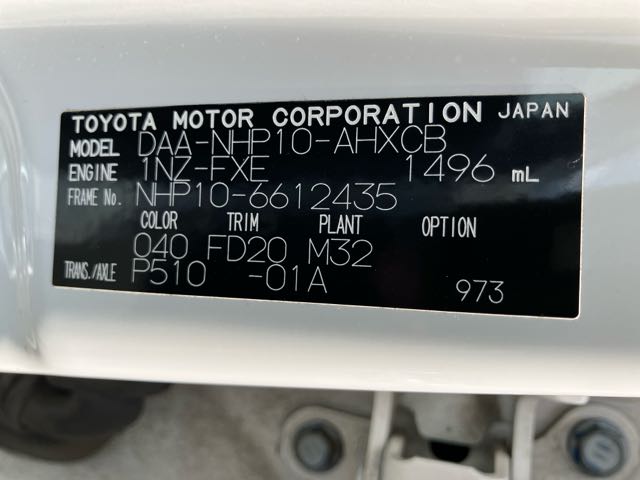 TOYOTA MOTOR CORPORATION JAPAN
MODEL DAA-NHP10-AHXCB
ENGINE 1NZ-FXE 1496 mL
FRAME No. NHP10-6612435
COLOR TRIM PLANT OPTION
040 FD20 M32
TRANS./AXLE P510 -01A 973